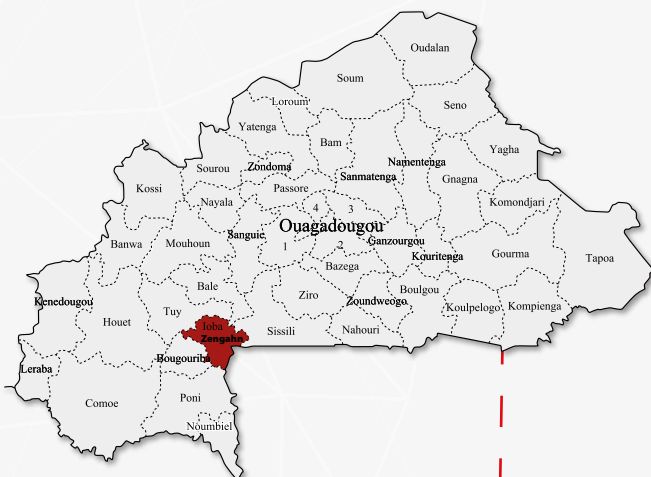 Oudalan
Soum
Loroum
Seno
Yatenga
Bam
Yagha
Namentenga
Zondoma
Sourou
Sanmatenga
Gnagna
Kossi
Passore
Nayala
Komondjari
4
3
Ouagadougou
Sanguie
Banwa
Mouhoun
1
2
Ganzourgou
Kouritenga
Gourma
Tapoa
Bazega
Bale
Boulgou
Ziro
Kenedougou
Zoundweogo
Koulpelogo
Kompienga
Tuy
Houet
Ioba
Sissili
Nahouri
Zengahn
Bougouriba
Leraba
Poni
Comoe
Noumbiel